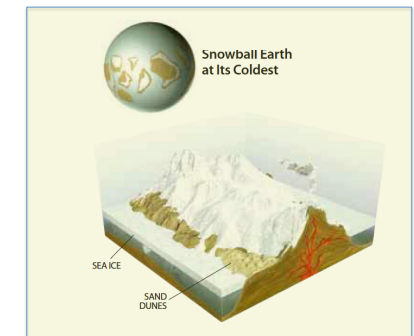 Snowball Earth
at Its Coldest
SEA ICE
SAND
DUNES